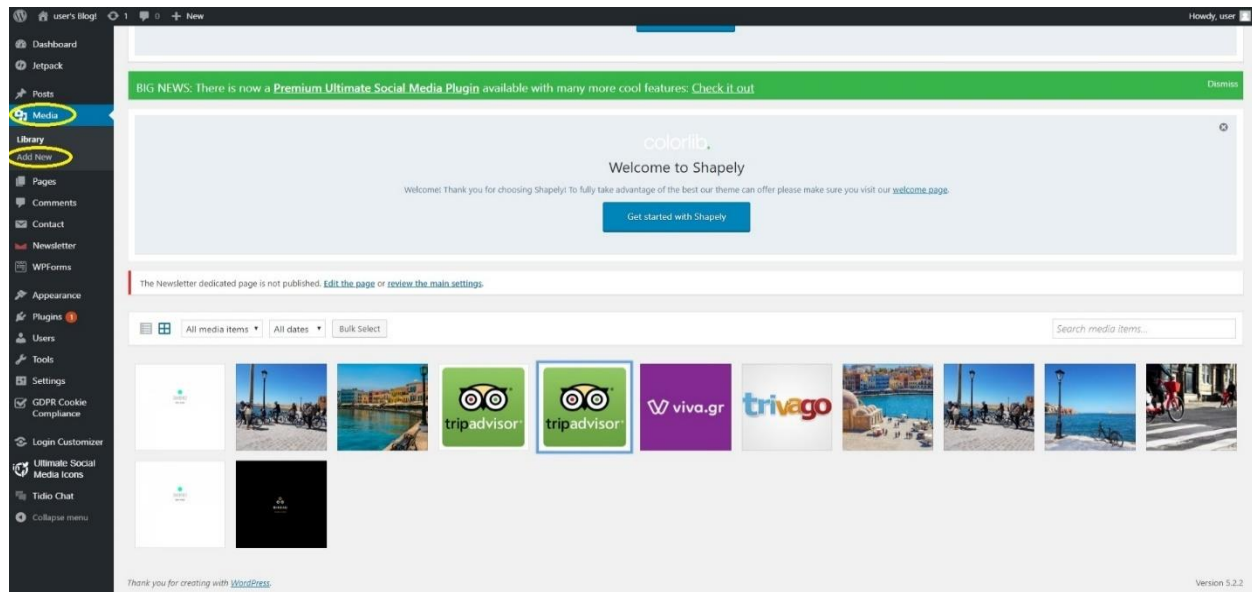 user's Blog! 1 0 + New Howdy, user
Dashboard
Jetpack
Posts
Media
Library
Add New
Pages
Comments
Contact
Newsletter
WPForms
Appearance
Plugins 1
Users
Tools
Settings
GDPR Cookie
Compliance
Login Customizer
Ultimate Social
Media Icons
Tidio Chat
Collapse menu
BIG NEWS: There is now a Premium Ultimate Social Media Plugin available with many more cool features: Check it out Dismiss
colorlib.
Welcome to Shapely
Welcome! Thank you for choosing Shapely! To fully take advantage of the best our theme can offer please make sure you visit our welcome page.
Get started with Shapely
The Newsletter dedicated page is not published. Edit the page or review the main settings.
All media items All dates Bulk Select Search media items...
tripadvisor
tripadvisor
viva.gr
trivago
Thank you for creating with WordPress. Version 5.2.2